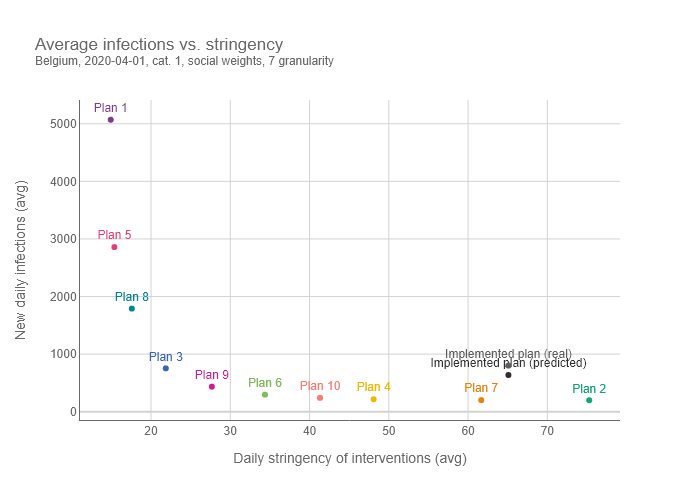 Average infections vs. stringency
Belgium, 2020-04-01, cat. 1, social weights, 7 granularity
New daily infections (avg)
5000
4000
3000
2000
1000
0
Plan 1
Plan 5
Plan 8
Plan 3
Plan 9
Plan 6
Plan 10
Plan 4
Implemented plan (real)
Implemented plan (predicted)
Plan 7
Plan 2
20 30 40 50 60 70
Daily stringency of interventions (avg)